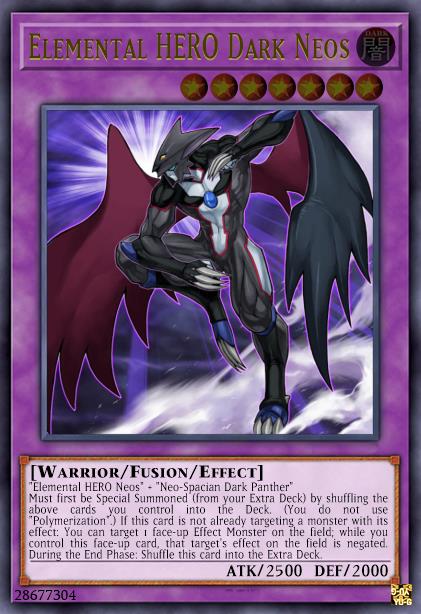 Elemental HERO Dark Neos
DARK
闇
[Warrior/Fusion/Effect]
"Elemental HERO Neos" + "Neo-Spacian Dark Panther"
Must first be Special Summoned (from your Extra Deck) by shuffling the
above cards you control into the Deck. (You do not use
"Polymerization".) If this card is not already targeting a monster with its
effect: You can target 1 face-up Effect Monster on the field; while you
control this face-up card, that target's effect on the field is negated.
During the End Phase: Shuffle this card into the Extra Deck.
ATK/2500 DEF/2000
28677304